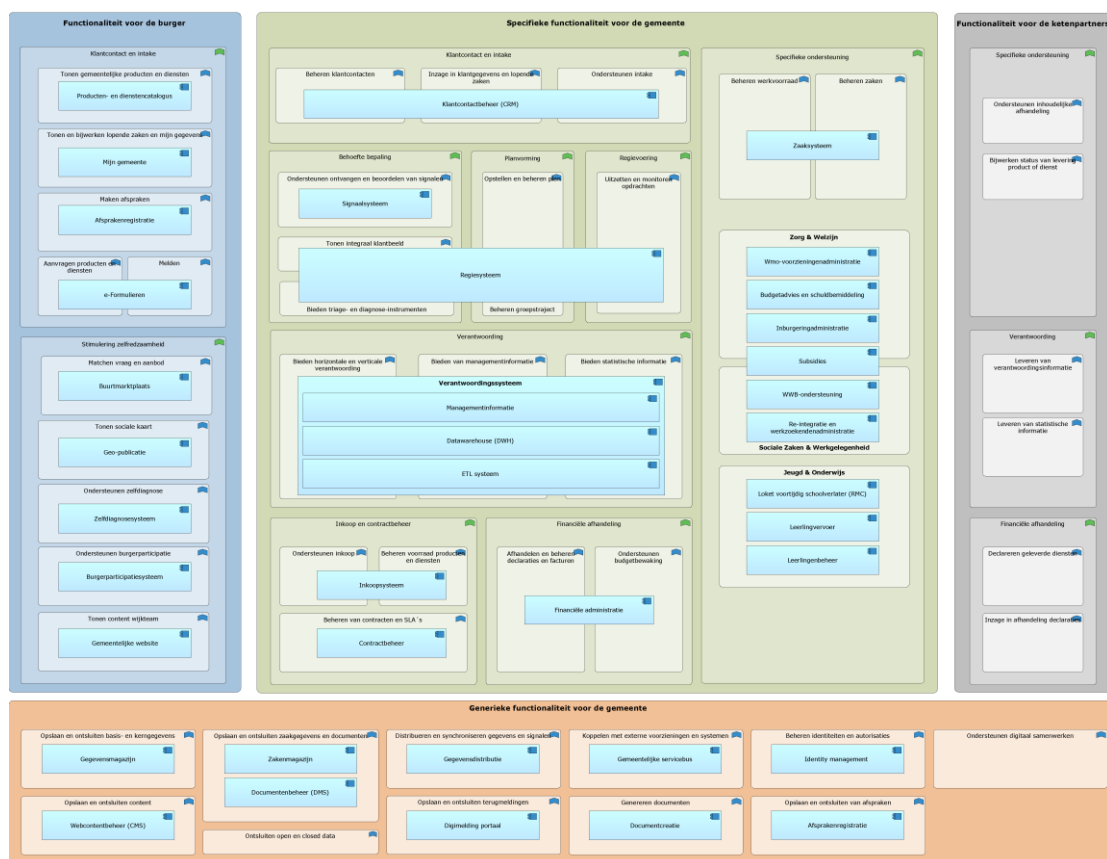 Functionaliteit voor de burger
Klantcontact en intake
Tonen gemeentelijke producten en diensten
Producten- en dienstencatalogus
Tonen en bijwerken lopende zaken en mijn gegevens
Mijn gemeente
Maken afspraken
Afsprakenregistratie
Aanvragen producten en
diensten
Melden
e-Formulieren
Stimulering zelfredzaamheid
Matchen vraag en aanbod
Buurtmarktplaats
Tonen sociale kaart
Geo-publicatie
Ondersteunen zelfdiagnose
Zelfdiagnosesysteem
Ondersteunen burgerparticipatie
Burgerparticipatiesysteem
Tonen content wijkteam
Gemeentelijke website
Specifieke functionaliteit voor de gemeente
Klantcontact en intake
Beheren klantcontacten
Inzage in klantgegevens en lopende
zaken
Ondersteunen intake
Klantcontactbeheer (CRM)
Behoefte bepaling
Ondersteunen ontvangen en beoordelen van signalen
Signaalsysteem
Tonen integraal klantbeeld
Bieden triage- en diagnose-instrumenten
Planvorming
Opstellen en beheren plan
Beheren groepstraject
Regievoering
Uitzetten en monitoren
opdrachten
Regiesysteem
Verantwoording
Bieden horizontale en verticale
verantwoording
Bieden van managementinformatie
Bieden statistische informatie
Verantwoordingssysteem
Managementinformatie
Datawarehouse (DWH)
ETL systeem
Inkoop en contractbeheer
Ondersteunen inkoop
Beheren voorraad producten
en diensten
Inkoopsysteem
Beheren van contracten en SLA`s
Contractbeheer
Financiële afhandeling
Afhandelen en beheren
declaraties en facturen
Ondersteunen
budgetbewaking
Financiële administratie
Specifieke ondersteuning
Beheren werkvoorraad
Beheren zaken
Zaaksysteem
Zorg & Welzijn
Wmo-voorzieningenadministratie
Budgetadvies en schuldbemiddeling
Inburgeringadministratie
Subsidies
WWB-ondersteuning
Re-integratie en
werkzoekendenadministratie
Sociale Zaken & Werkgelegenheid
Jeugd & Onderwijs
Loket voortijdig schoolverlater (RMC)
Leerlingvervoer
Leerlingenbeheer
Functionaliteit voor de ketenpartners
Specifieke ondersteuning
Ondersteunen inhoudelijke
afhandeling
Bijwerken status van levering
product of dienst
Verantwoording
Leveren van
verantwoordingsinformatie
Leveren van statistische
informatie
Financiële afhandeling
Declareren geleverde diensten
Inzage in afhandeling declaraties
Generieke functionaliteit voor de gemeente
Opslaan en ontsluiten basis- en kerngegevens
Gegevensmagazijn
Opslaan en ontsluiten zaakgegevens en documenten
Zakenmagazijn
Documentenbeheer (DMS)
Distribueren en synchroniseren gegevens en signalen
Gegevensdistributie
Koppelen met externe voorzieningen en systemen
Gemeentelijke servicebus
Beheren identiteiten en autorisaties
Identity management
Ondersteunen digitaal samenwerken
Opslaan en ontsluiten content
Webcontentbeheer (CMS)
Ontsluiten open en closed data
Opslaan en ontsluiten terugmeldingen
Digimelding portaal
Genereren documenten
Documentcreatie
Opslaan en ontsluiten van afspraken
Afsprakenregistratie